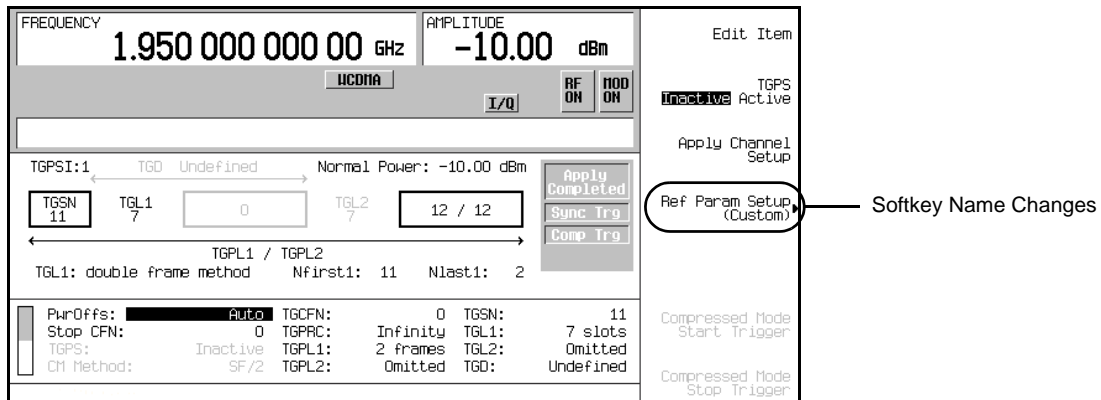 FREQUENCY
1.950 000 000 00 GHz
AMPLITUDE
-10.00 dBm
WCDMA
I/Q
RF ON
MOD ON
TGPSI:1
TGD Undefined
Normal Power: -10.00 dBm
TGSN 11
TGL1 7
0
TGL2 7
12 / 12
Apply Completed
Sync Trg
Comp Trg
TGPL1 / TGPL2
TGL1: double frame method Nfirst1: 11 Nlast1: 2
PwrOffs: Auto TGCFN: 0 TGSN: 11
Stop CFN: 0 TGPRC: Infinity TGL1: 7 slots
TGPS: Inactive TGPL1: 2 frames TGL2: Omitted
CM Method: SF/2 TGPL2: Omitted TGD: Undefined
Edit Item
TGPS
Inactive Active
Apply Channel
Setup
Ref Param Setup
(Custom)
Softkey Name Changes
Compressed Mode
Start Trigger
Compressed Mode
Stop Trigger